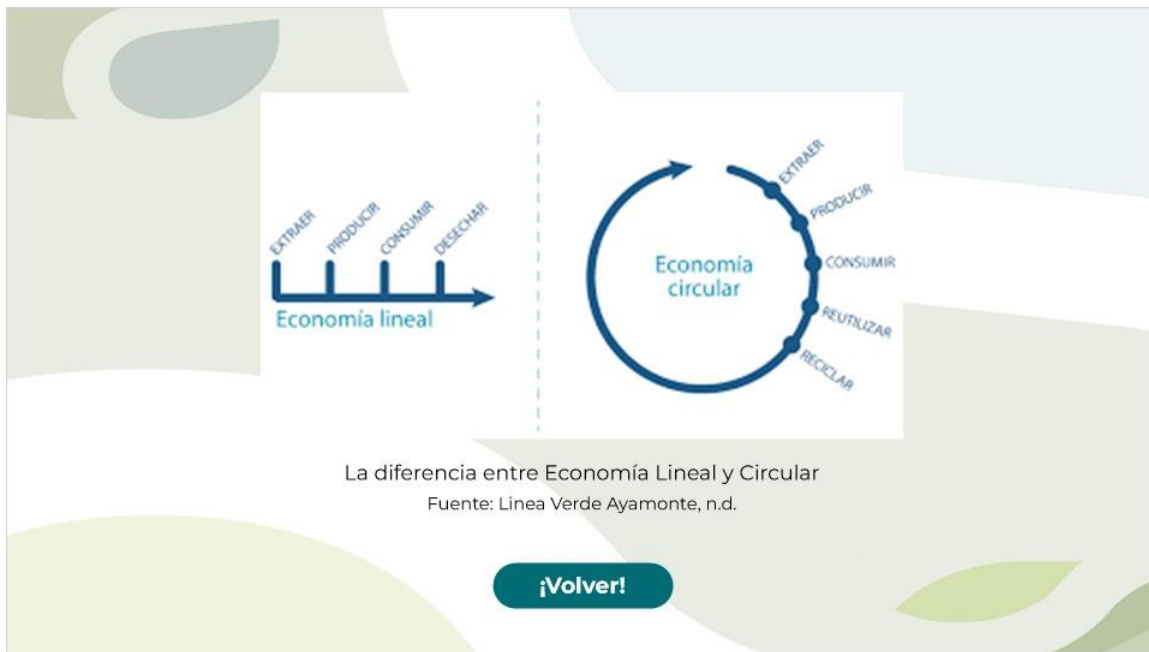 EXTRAER
PRODUCIR
CONSUMIR
DESECHAR
Economía lineal
Economía
circular
EXTRAER
PRODUCIR
CONSUMIR
REUTILIZAR
RECICLAR
La diferencia entre Economía Lineal y Circular
Fuente: Linea Verde Ayamonte, n.d.
¡Volver!